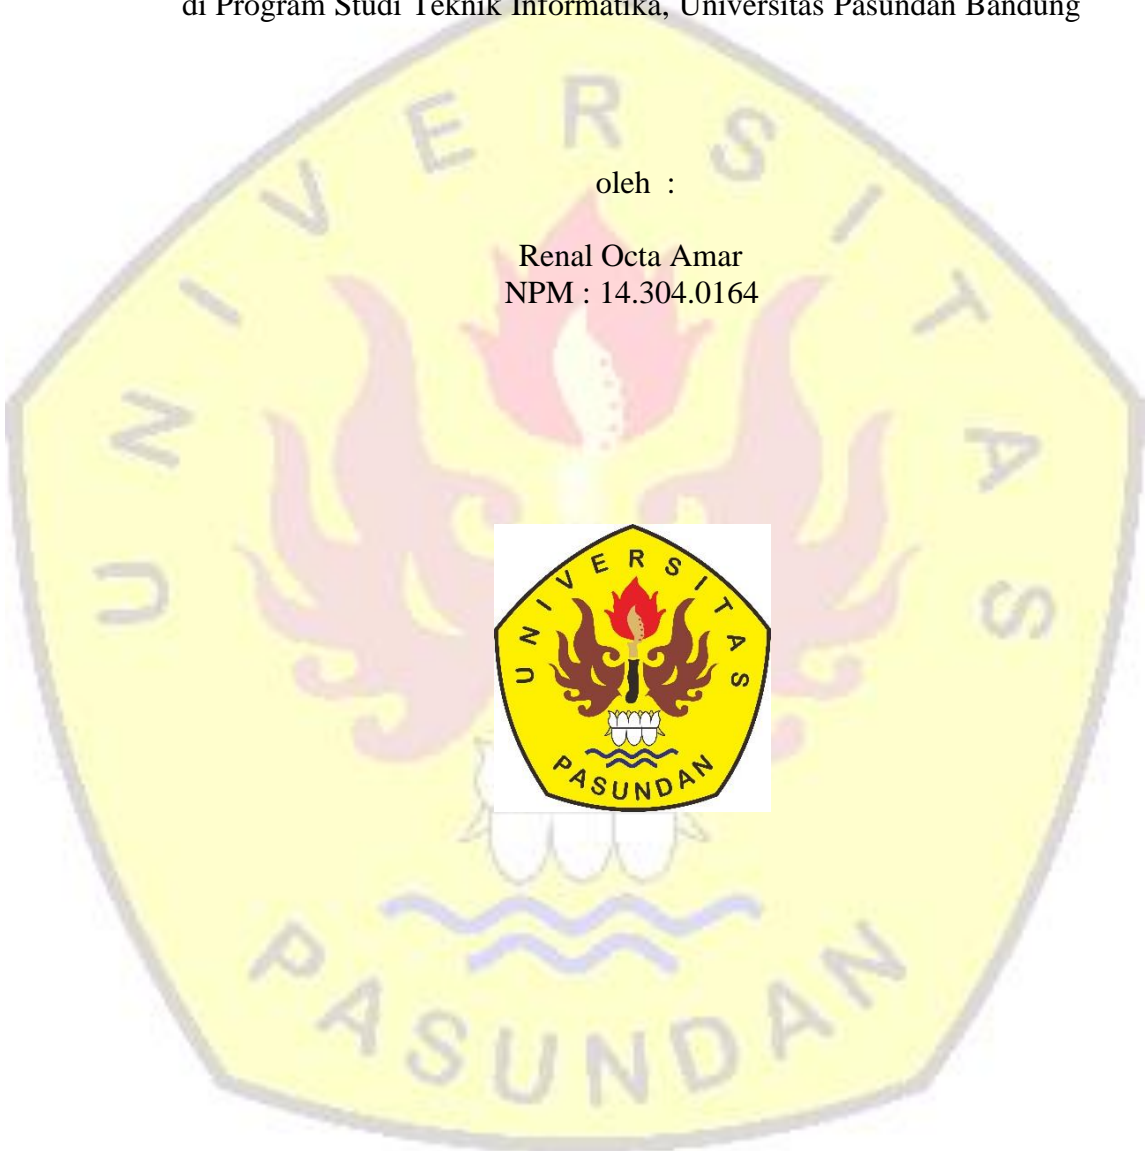 di Program Studi Teknik Informatika, Universitas Pasundan Bandung
oleh :
Renal Octa Amar
NPM : 14.304.0164
UNIVERSITAS
PASUNDAN
UNIVERSITAS
PASUNDAN